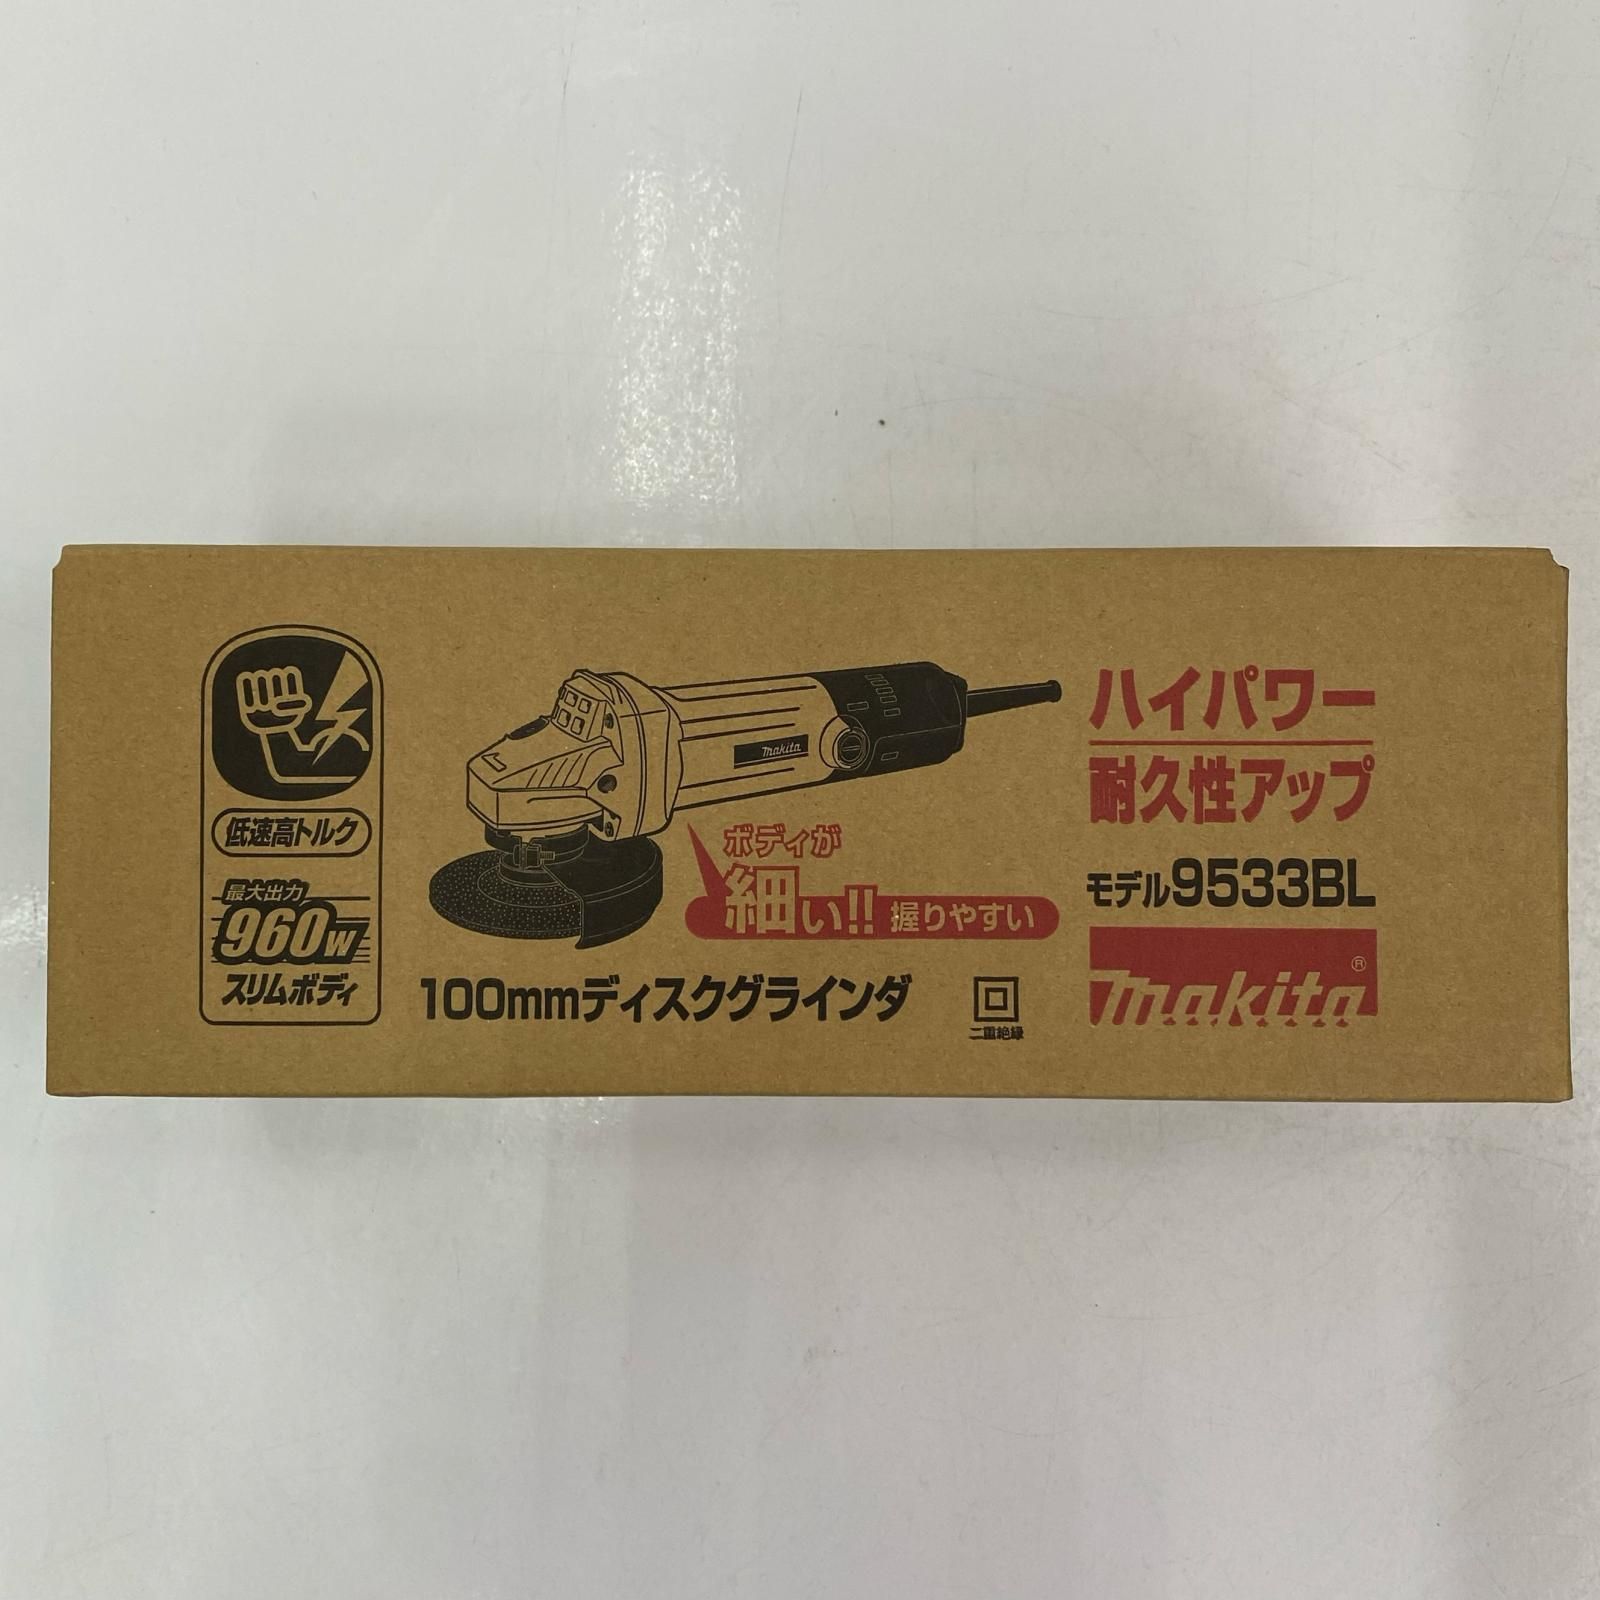 低速高トルク
最大出力
960W
スリムボディ
makita
ボディが
細い!! 握りやすい
100mmディスクグラインダ
二重絶縁
ハイパワー
耐久性アップ
モデル9533BL
makita®